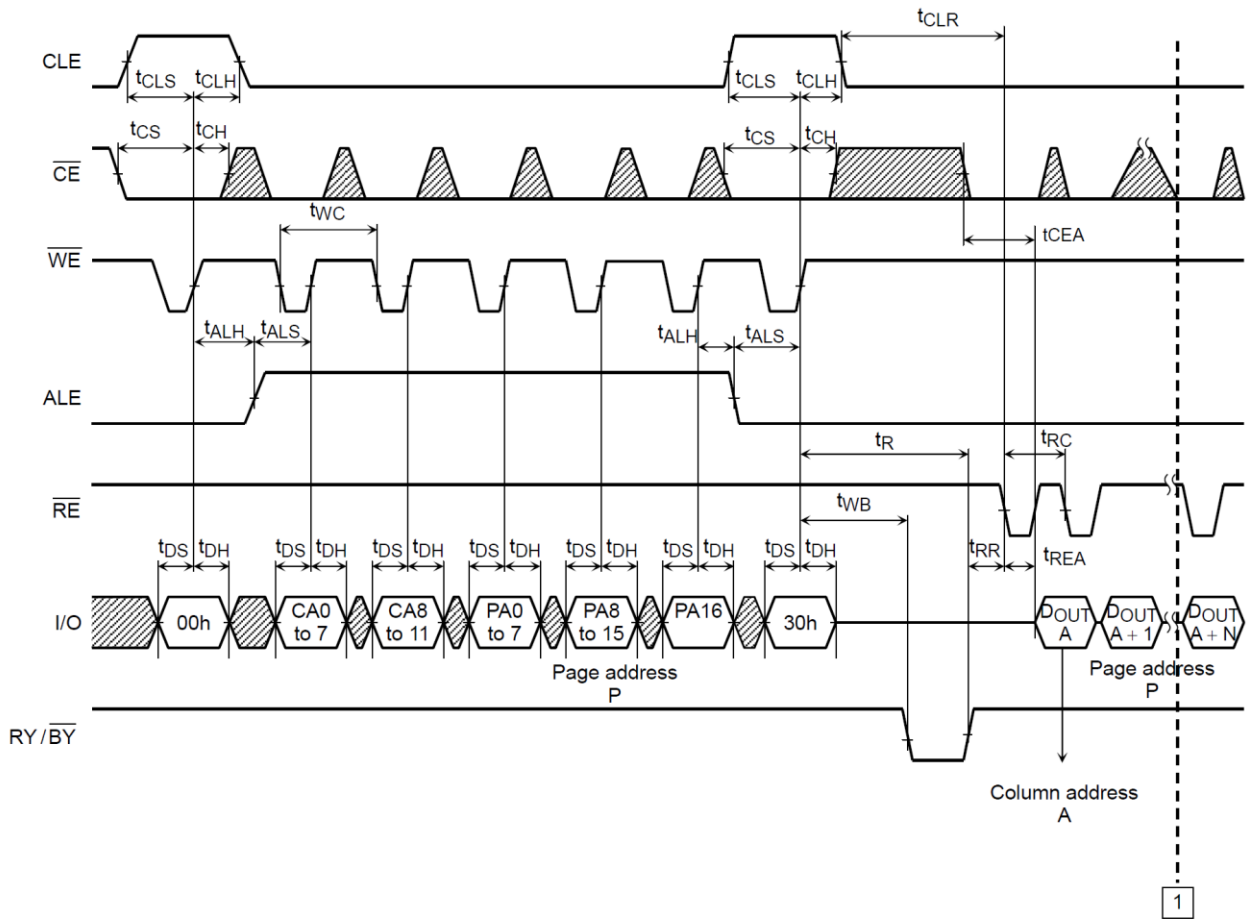 tCLR
CLE
tCLS tCLH tCLS tCLH
tCS tCH tCS tCH
CE
tWC
tCEA
WE
tALH tALS tALH tALS
ALE
tR tRC
RE
tWB
tDS tDH tDS tDH tDS tDH tDS tDH tDS tDH tDS tDH tDS tDH tRR tREA
I/O 00h CA0 to 7 CA8 to 11 PA0 to 7 PA8 to 15 PA16 30h DOUT A DOUT A + 1 DOUT A + N
Page address P Page address P
RY / BY
Column address
A
1